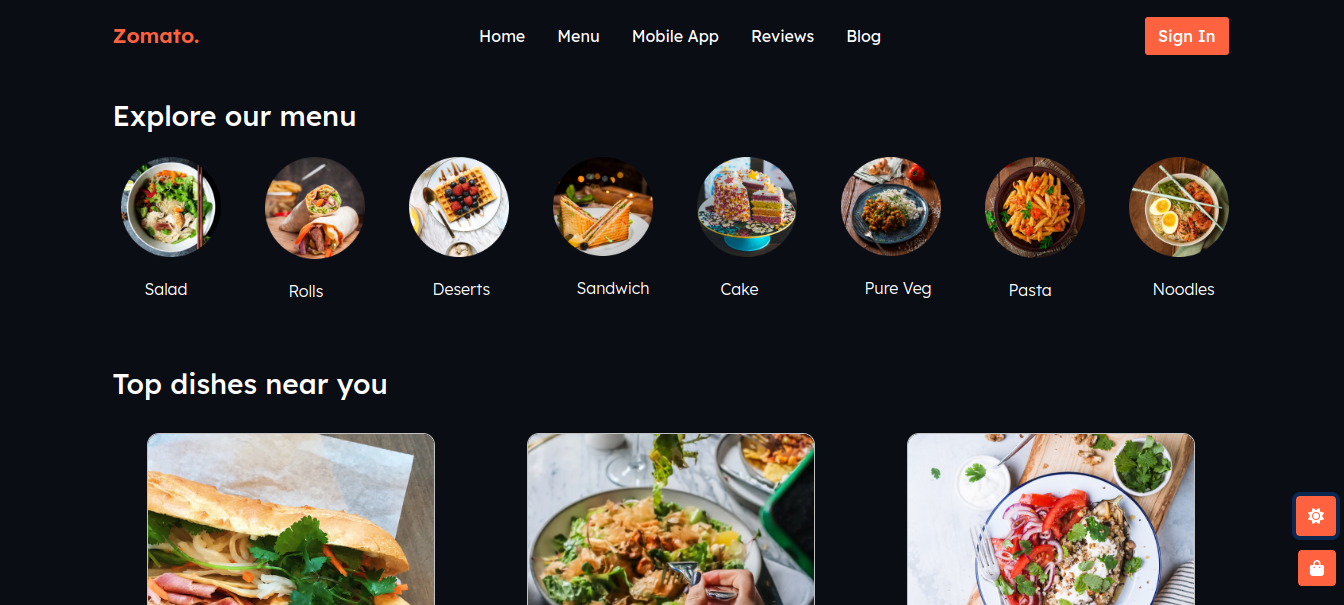 Zomato. Home Menu Mobile App Reviews Blog Sign In
Explore our menu
Salad Rolls Deserts Sandwich Cake Pure Veg Pasta Noodles
Top dishes near you